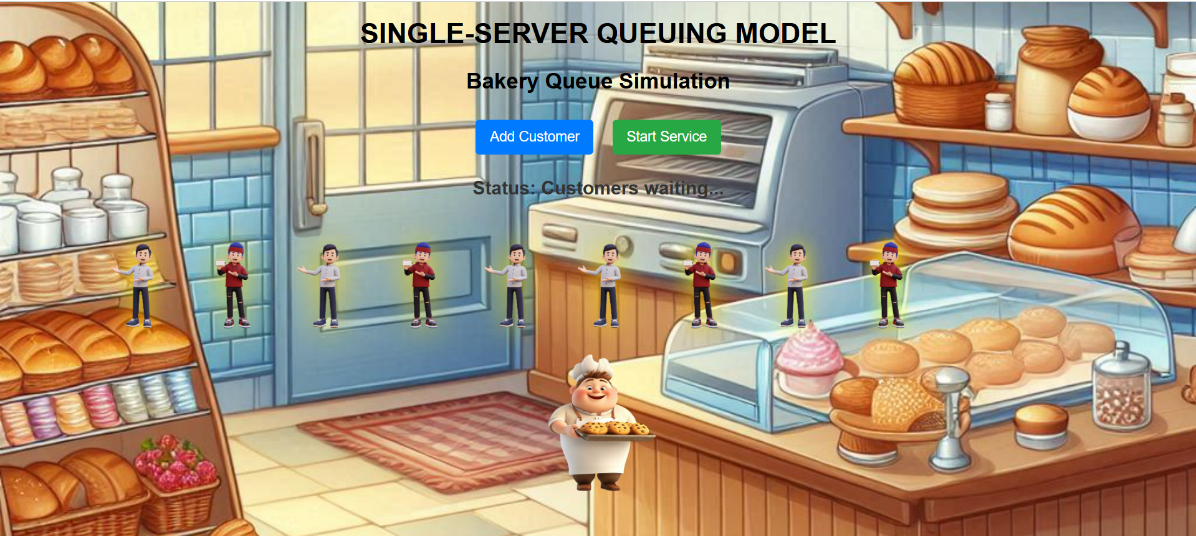 SINGLE-SERVER QUEUING MODEL
Bakery Queue Simulation
Add Customer Start Service
Status: Customers waiting...